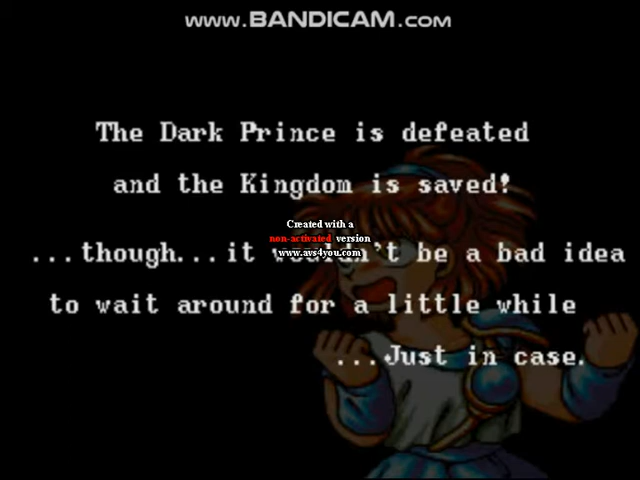 www.BANDICAM.com
The Dark Prince is defeated
and the Kingdom is saved!
Created with a
non-activated version
www.avs4you.com
...though...it wouldn't be a bad idea
to wait around for a little while
...Just in case.